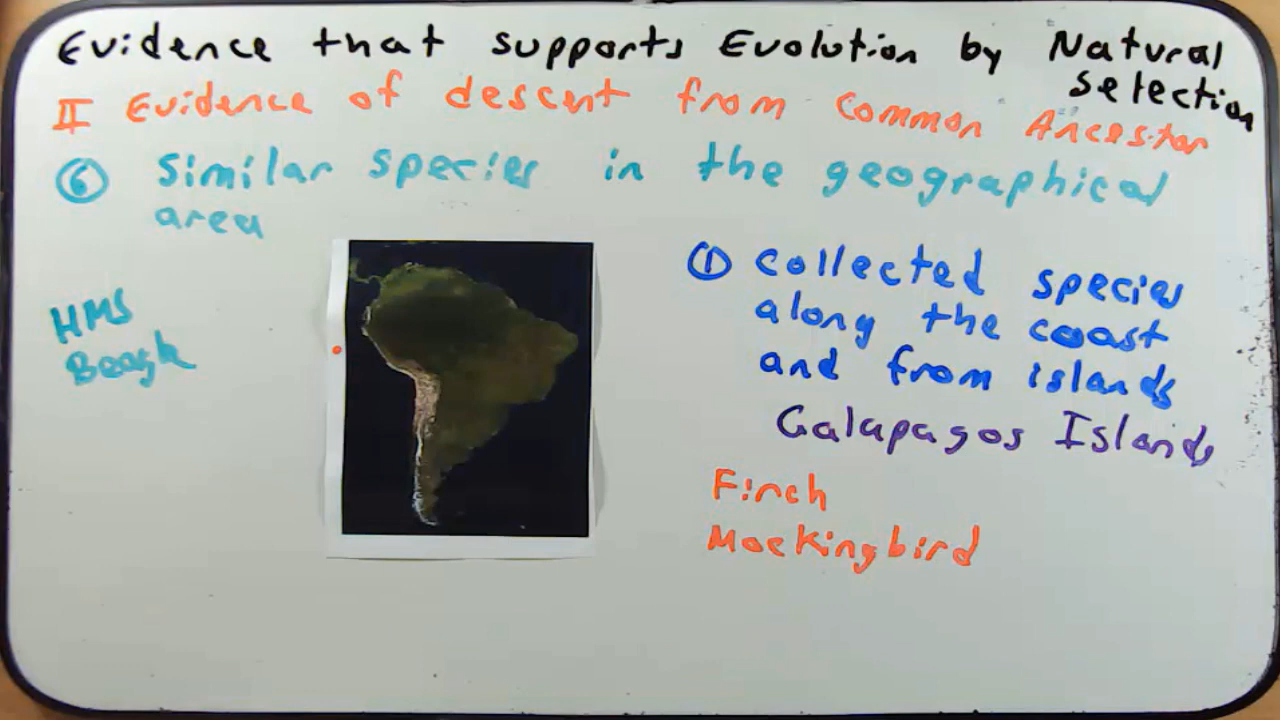 Evidence that supports Evolution by Natural
Selection
II Evidence of descent from Common Ancestor
⑥ Similar species in the geographical
area
HMS
Beagle
① Collected species
along the coast
and from islands
Galapagos Islands
Finch
Mockingbird